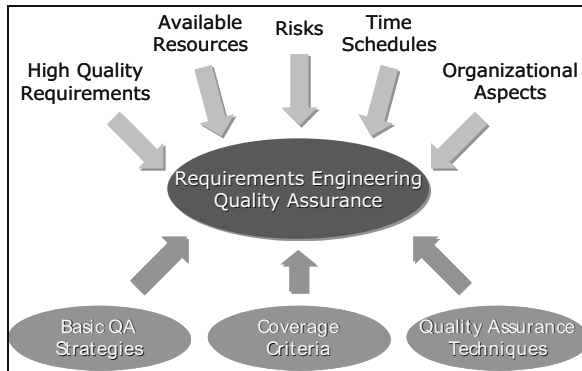 Available
Resources
Risks
Time
Schedules
High Quality
Requirements
Organizational
Aspects
Requirements Engineering
Quality Assurance
Basic QA
Strategies
Coverage
Criteria
Quality Assurance
Techniques